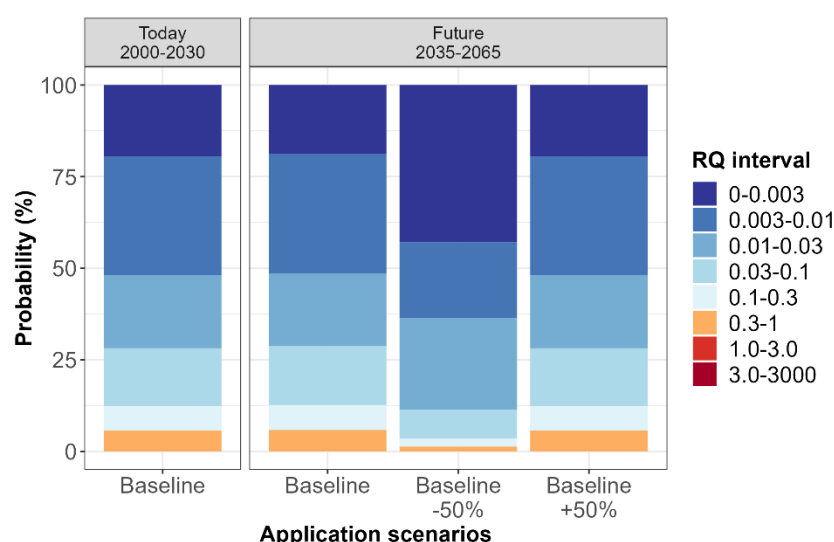 Today
2000-2030
Future
2035-2065
Probability (%)
100
75
50
25
0
Baseline
Baseline
Baseline
-50%
Baseline
+50%
Application scenarios
RQ interval
0-0.003
0.003-0.01
0.01-0.03
0.03-0.1
0.1-0.3
0.3-1
1.0-3.0
3.0-3000